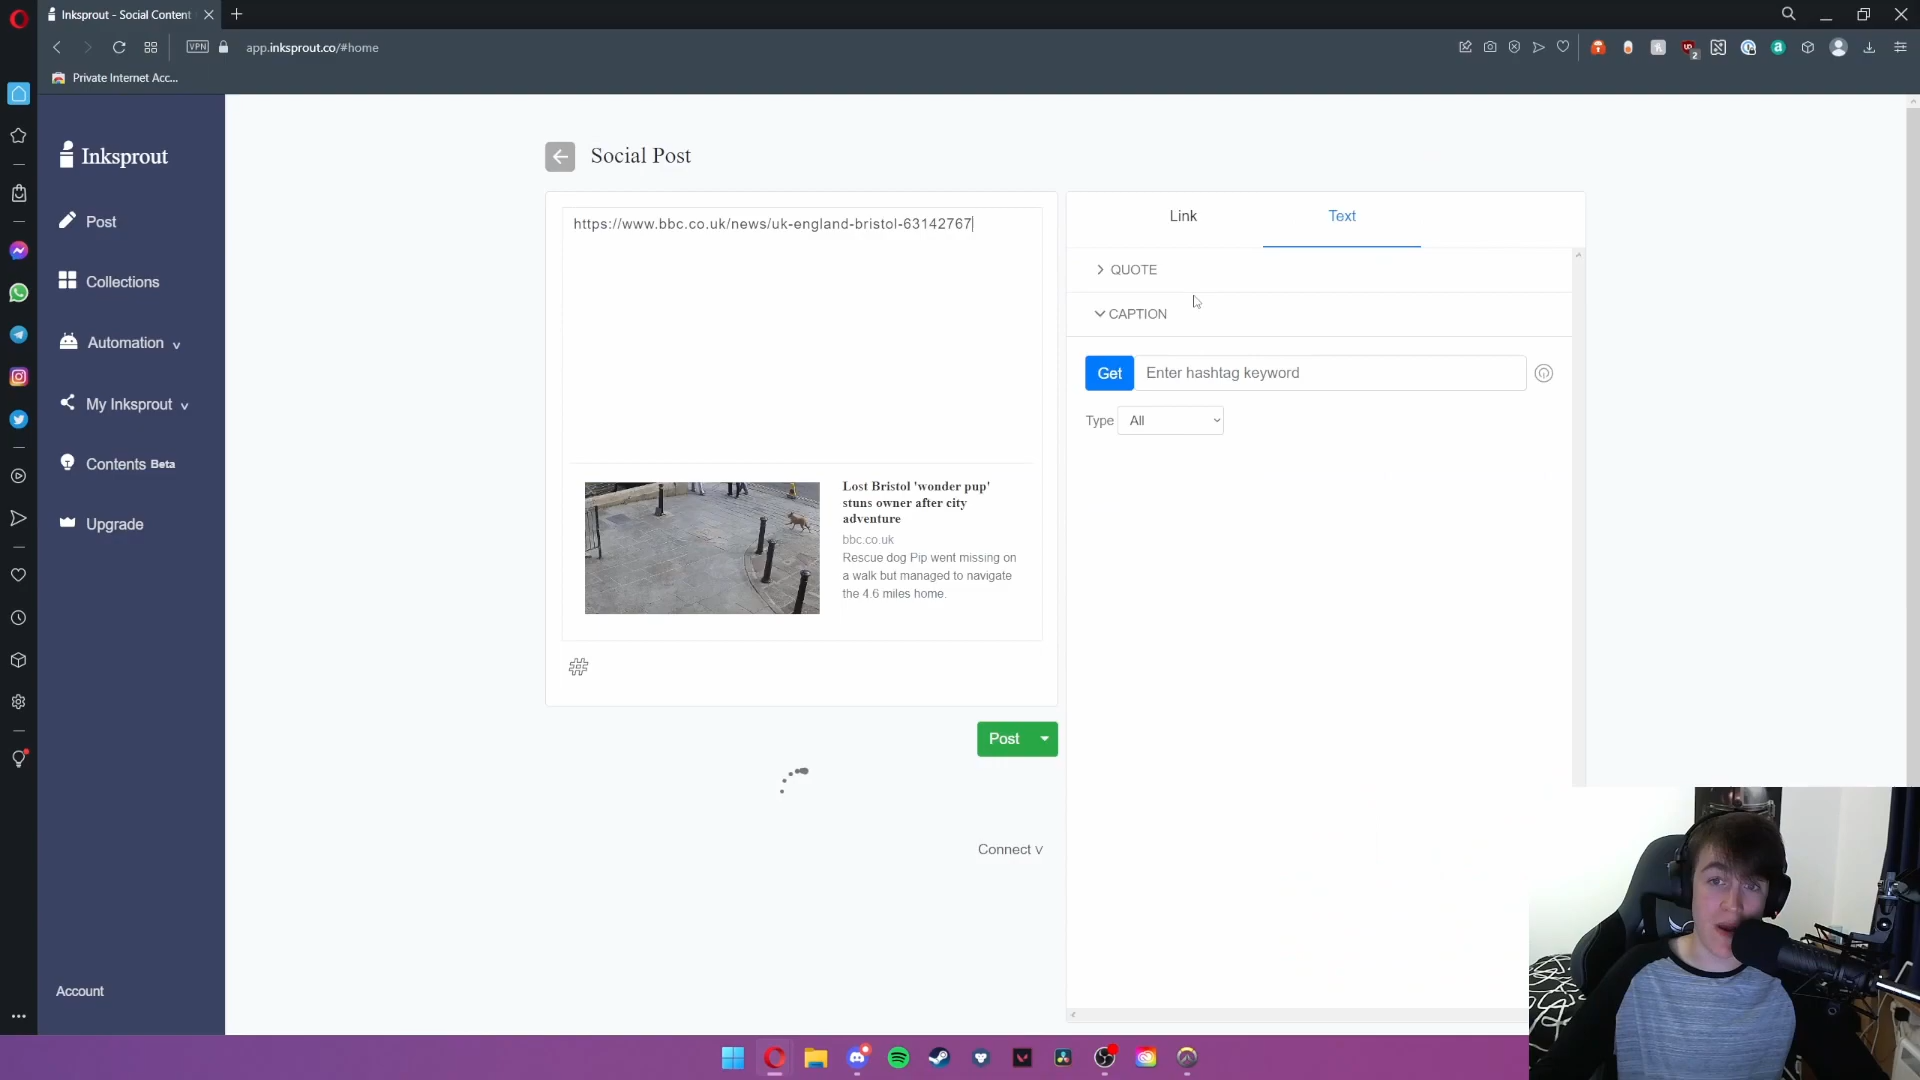 Inksprout - Social Content
VPN
app.inksprout.co/#home
2
Private Internet Acc...
Inksprout
Post
Collections
Automation
My Inksprout
Contents Beta
Upgrade
Account
Social Post
https://www.bbc.co.uk/news/uk-england-bristol-63142767
Lost Bristol 'wonder pup'
stuns owner after city
adventure
bbc.co.uk
Rescue dog Pip went missing on
a walk but managed to navigate
the 4.6 miles home.
Post
Connect
Link
Text
QUOTE
CAPTION
Get
Enter hashtag keyword
Type
All